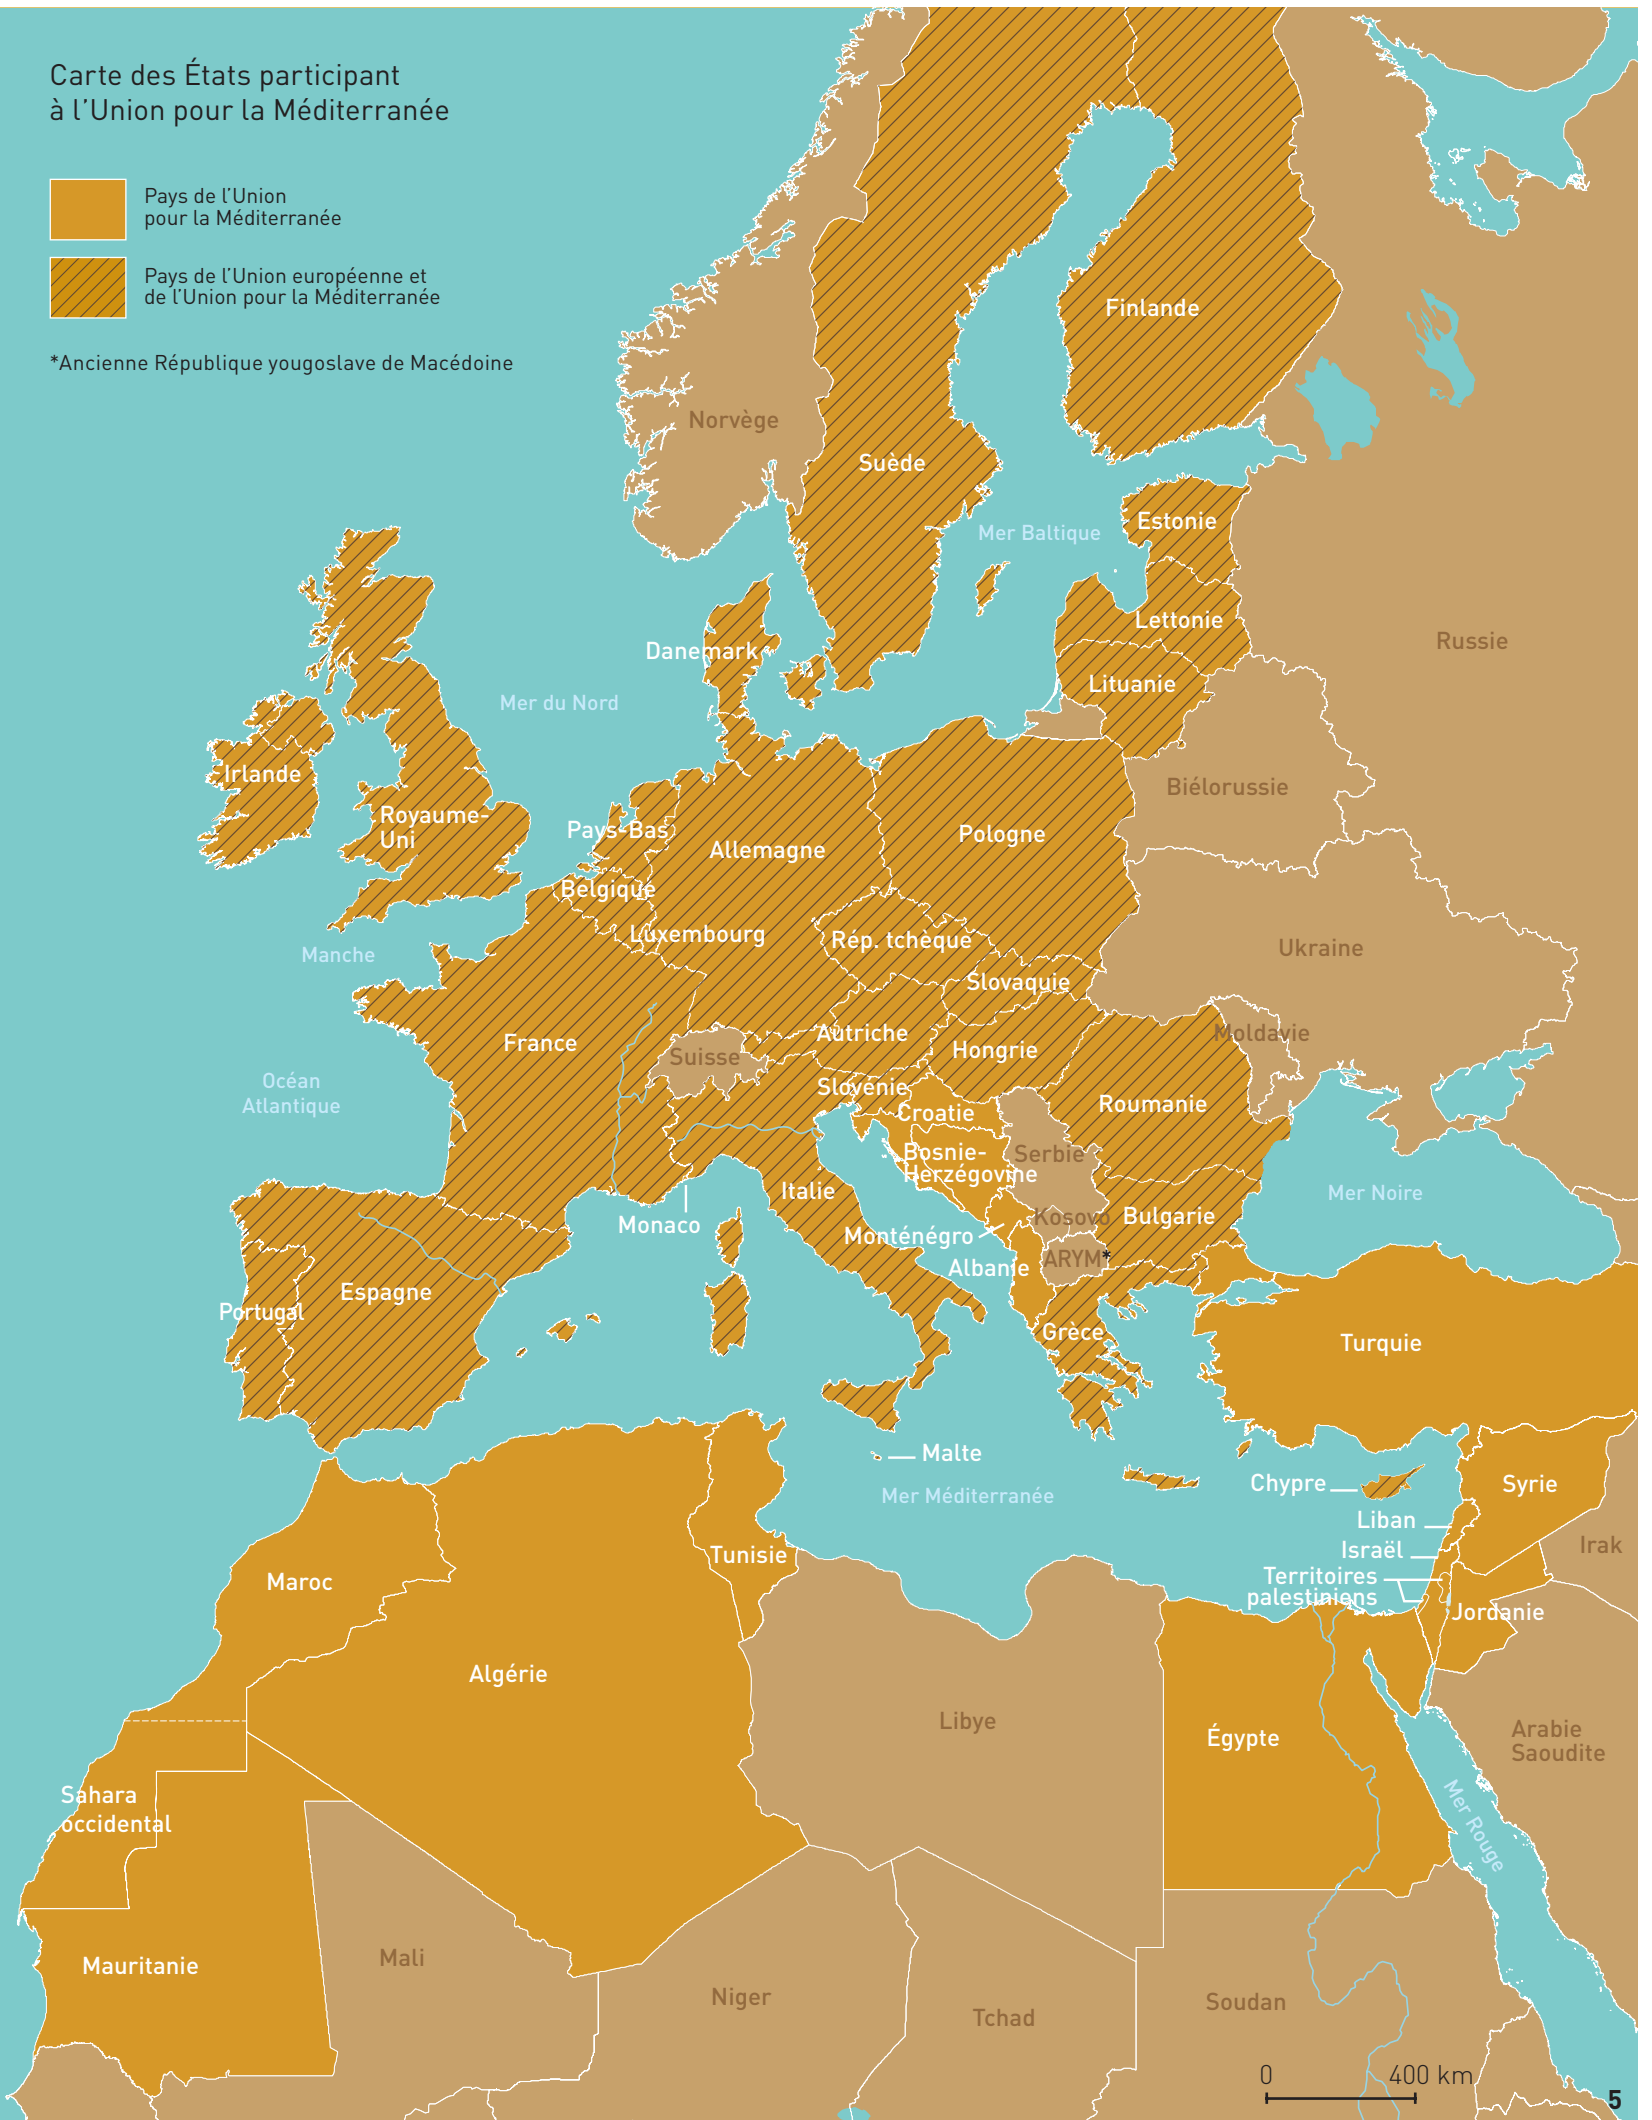 Carte des États participant
à l'Union pour la Méditerranée
Pays de l'Union
pour la Méditerranée
Pays de l'Union européenne et
de l'Union pour la Méditerranée
*Ancienne République yougoslave de Macédoine
Finlande
Norvège
Suède
Estonie
Mer Baltique
Lettonie
Russie
Danemark
Lituanie
Mer du Nord
Irlande
Biélorussie
Royaume-
Uni
Pays-Bas
Pologne
Allemagne
Belgique
Luxembourg
Rép. tchèque
Ukraine
Manche
Slovaquie
Autriche
Moldavie
France
Hongrie
Suisse
Océan
Atlantique
Slovénie
Roumanie
Croatie
Bosnie-
Herzégovine
Serbie
Italie
Mer Noire
Monaco
Kosovo
Bulgarie
Monténégro
ARYM*
Albanie
Espagne
Portugal
Grèce
Turquie
Malte
Mer Méditerranée
Chypre
Syrie
Liban
Irak
Israël
Tunisie
Territoires
palestiniens
Maroc
Jordanie
Algérie
Libye
Égypte
Arabie
Saoudite
Sahara
occidental
Mer Rouge
Mauritanie
Mali
Niger
Tchad
Soudan
0 400 km
5